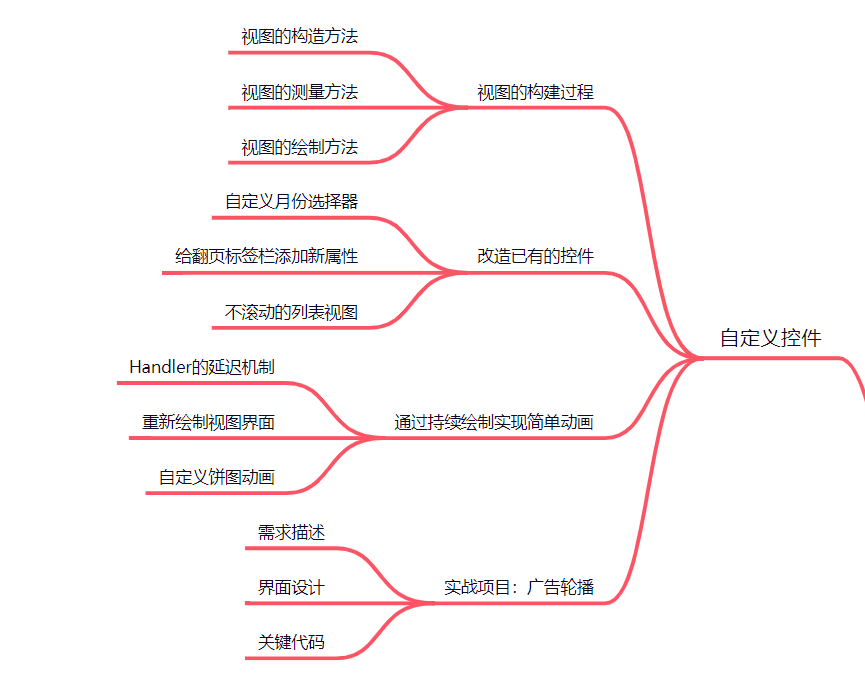 视图的构造方法
视图的测量方法
视图的构建过程
视图的绘制方法
自定义月份选择器
给翻页标签栏添加新属性
改造已有的控件
不滚动的列表视图
自定义控件
Handler的延迟机制
重新绘制视图界面
通过持续绘制实现简单动画
自定义饼图动画
需求描述
界面设计
实战项目：广告轮播
关键代码